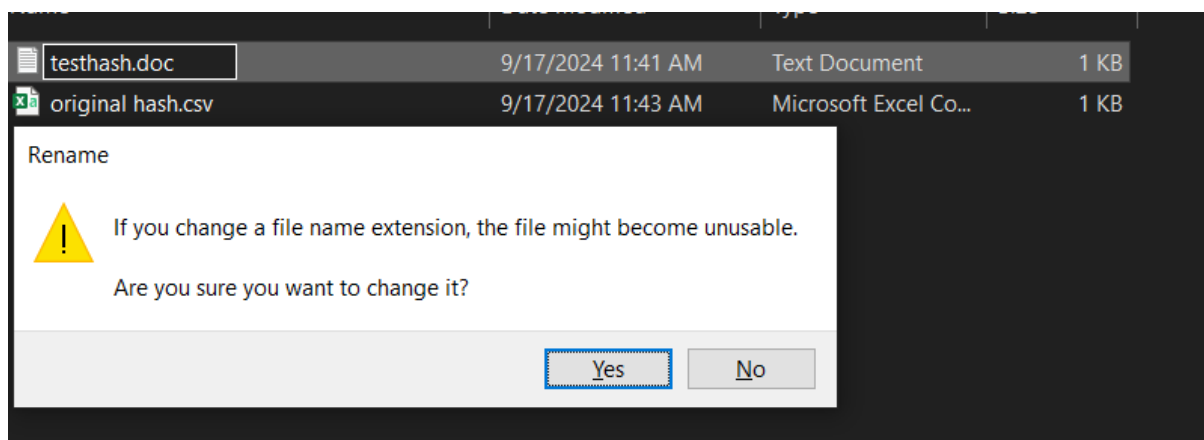 testhash.doc 9/17/2024 11:41 AM Text Document 1 KB
original hash.csv 9/17/2024 11:43 AM Microsoft Excel Co... 1 KB
Rename
If you change a file name extension, the file might become unusable.
Are you sure you want to change it?
Yes No